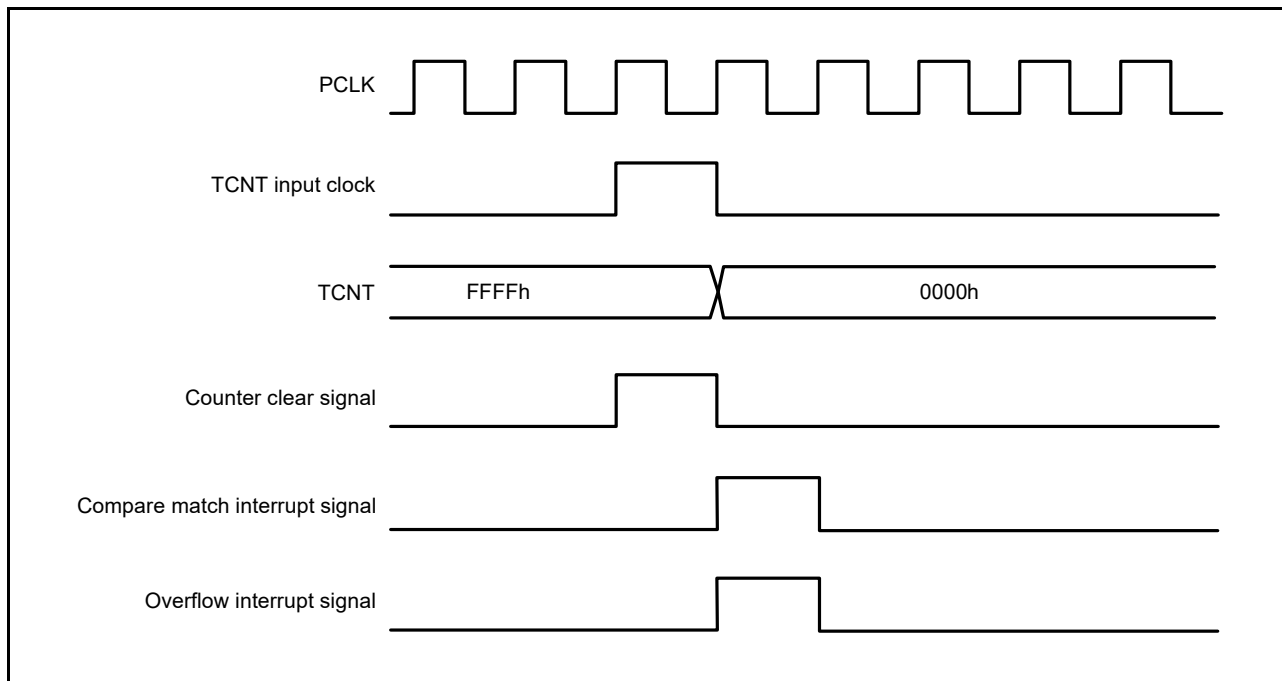 PCLK
TCNT input clock
TCNT
FFFFh
0000h
Counter clear signal
Compare match interrupt signal
Overflow interrupt signal